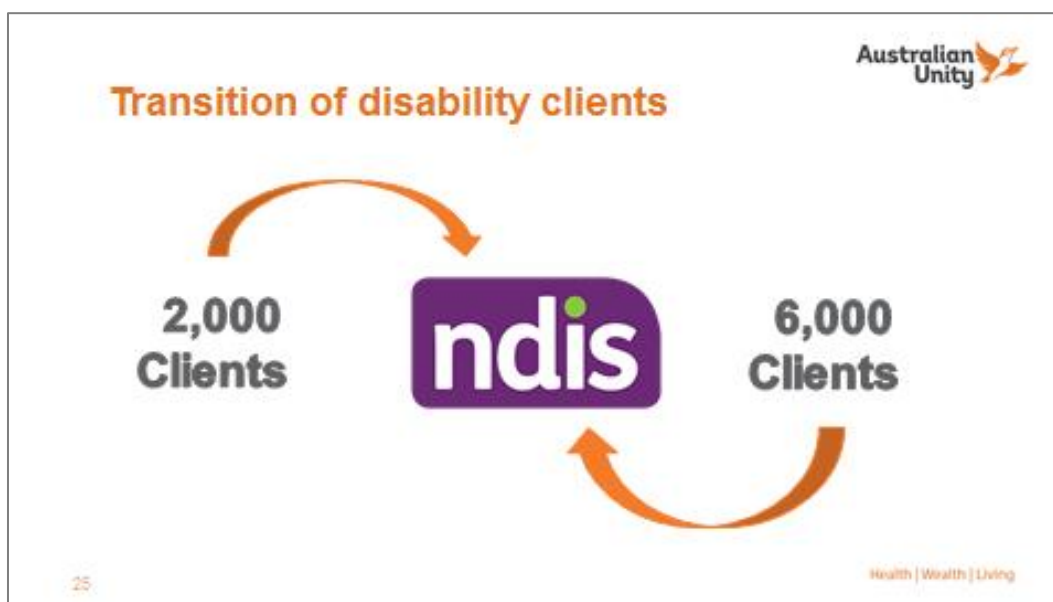 Australian
Unity
Transition of disability clients
2,000
Clients
ndis
6,000
Clients
25
Health | Wealth | Living